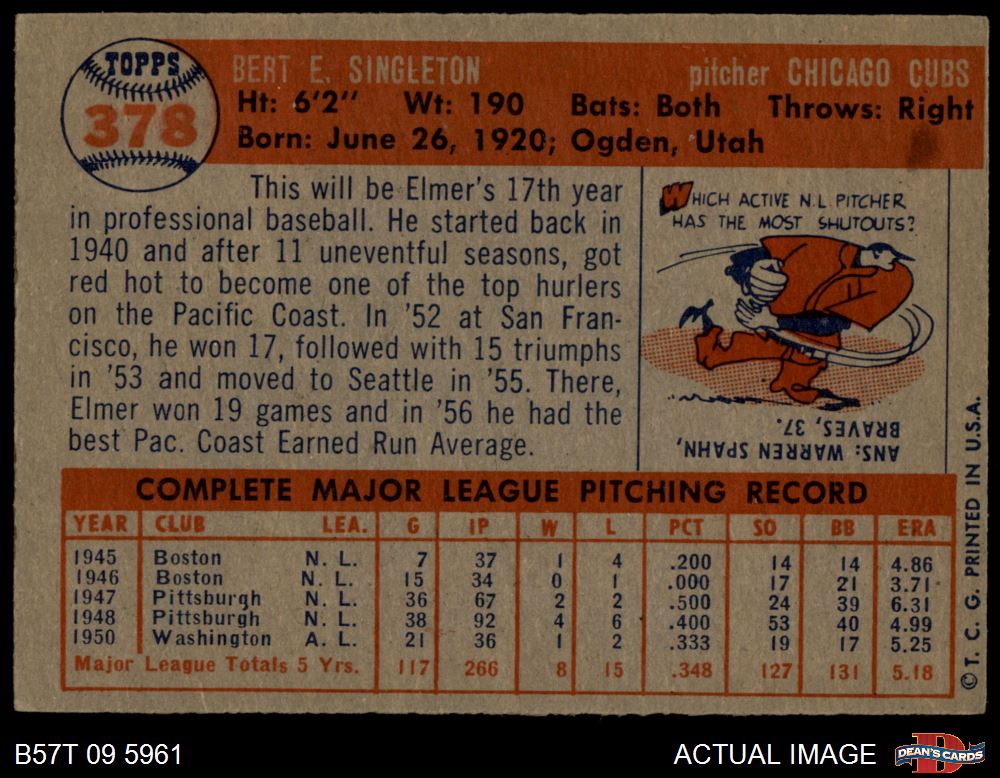 TOPPS
378
BERT E. SINGLETON pitcher CHICAGO CUBS
Ht: 6'2" Wt: 190 Bats: Both Throws: Right
Born: June 26, 1920; Ogden, Utah
This will be Elmer's 17th year
in professional baseball. He started back in
1940 and after 11 uneventful seasons, got
red hot to become one of the top hurlers
on the Pacific Coast. In '52 at San Fran-
cisco, he won 17, followed with 15 triumphs
in '53 and moved to Seattle in '55. There,
Elmer won 19 games and in '56 he had the
best Pac. Coast Earned Run Average.
WHICH ACTIVE N.L. PITCHER
HAS THE MOST SHUTOUTS?
ANS: WARREN SPAHN,
BRAVES, 37.
COMPLETE MAJOR LEAGUE PITCHING RECORD
YEAR CLUB LEA. G IP W L PCT SO BB ERA
1945 Boston N. L. 7 37 1 4 .200 14 14 4.86
1946 Boston N. L. 15 34 0 1 .000 17 21 3.71
1947 Pittsburgh N. L. 36 67 2 2 .500 24 39 6.31
1948 Pittsburgh N. L. 38 92 4 6 .400 53 40 4.99
1950 Washington A. L. 21 36 1 2 .333 19 17 5.25
Major League Totals 5 Yrs. 117 266 8 15 .348 127 131 5.18
© T. C. G. PRINTED IN U.S.A.
B57T 09 5961 ACTUAL IMAGE
DEAN'S CARDS